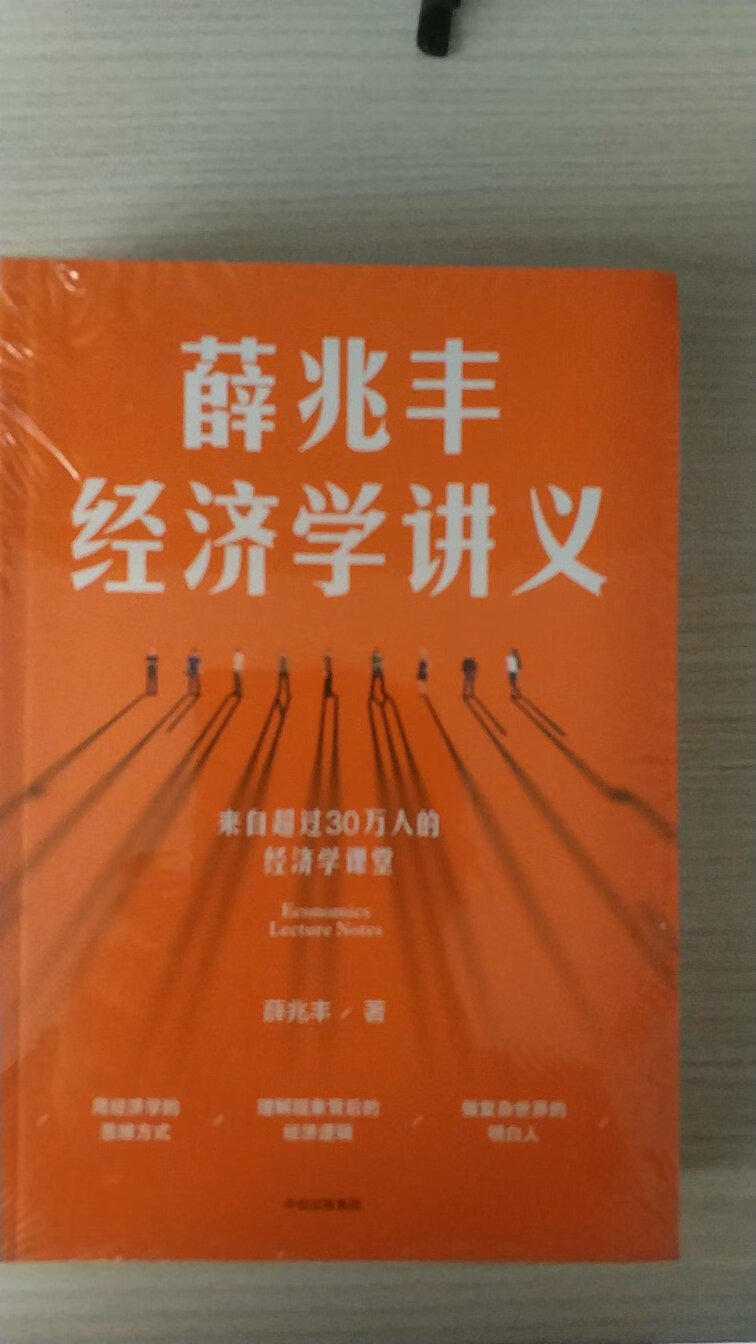 薛兆丰
经济学讲义
来自超过30万人的
经济学课堂
Economics
Lecture Notes
薛兆丰 / 著
用经济学的
思维方式
理解现象背后的
经济逻辑
做复杂世界的
明白人
中信出版集团